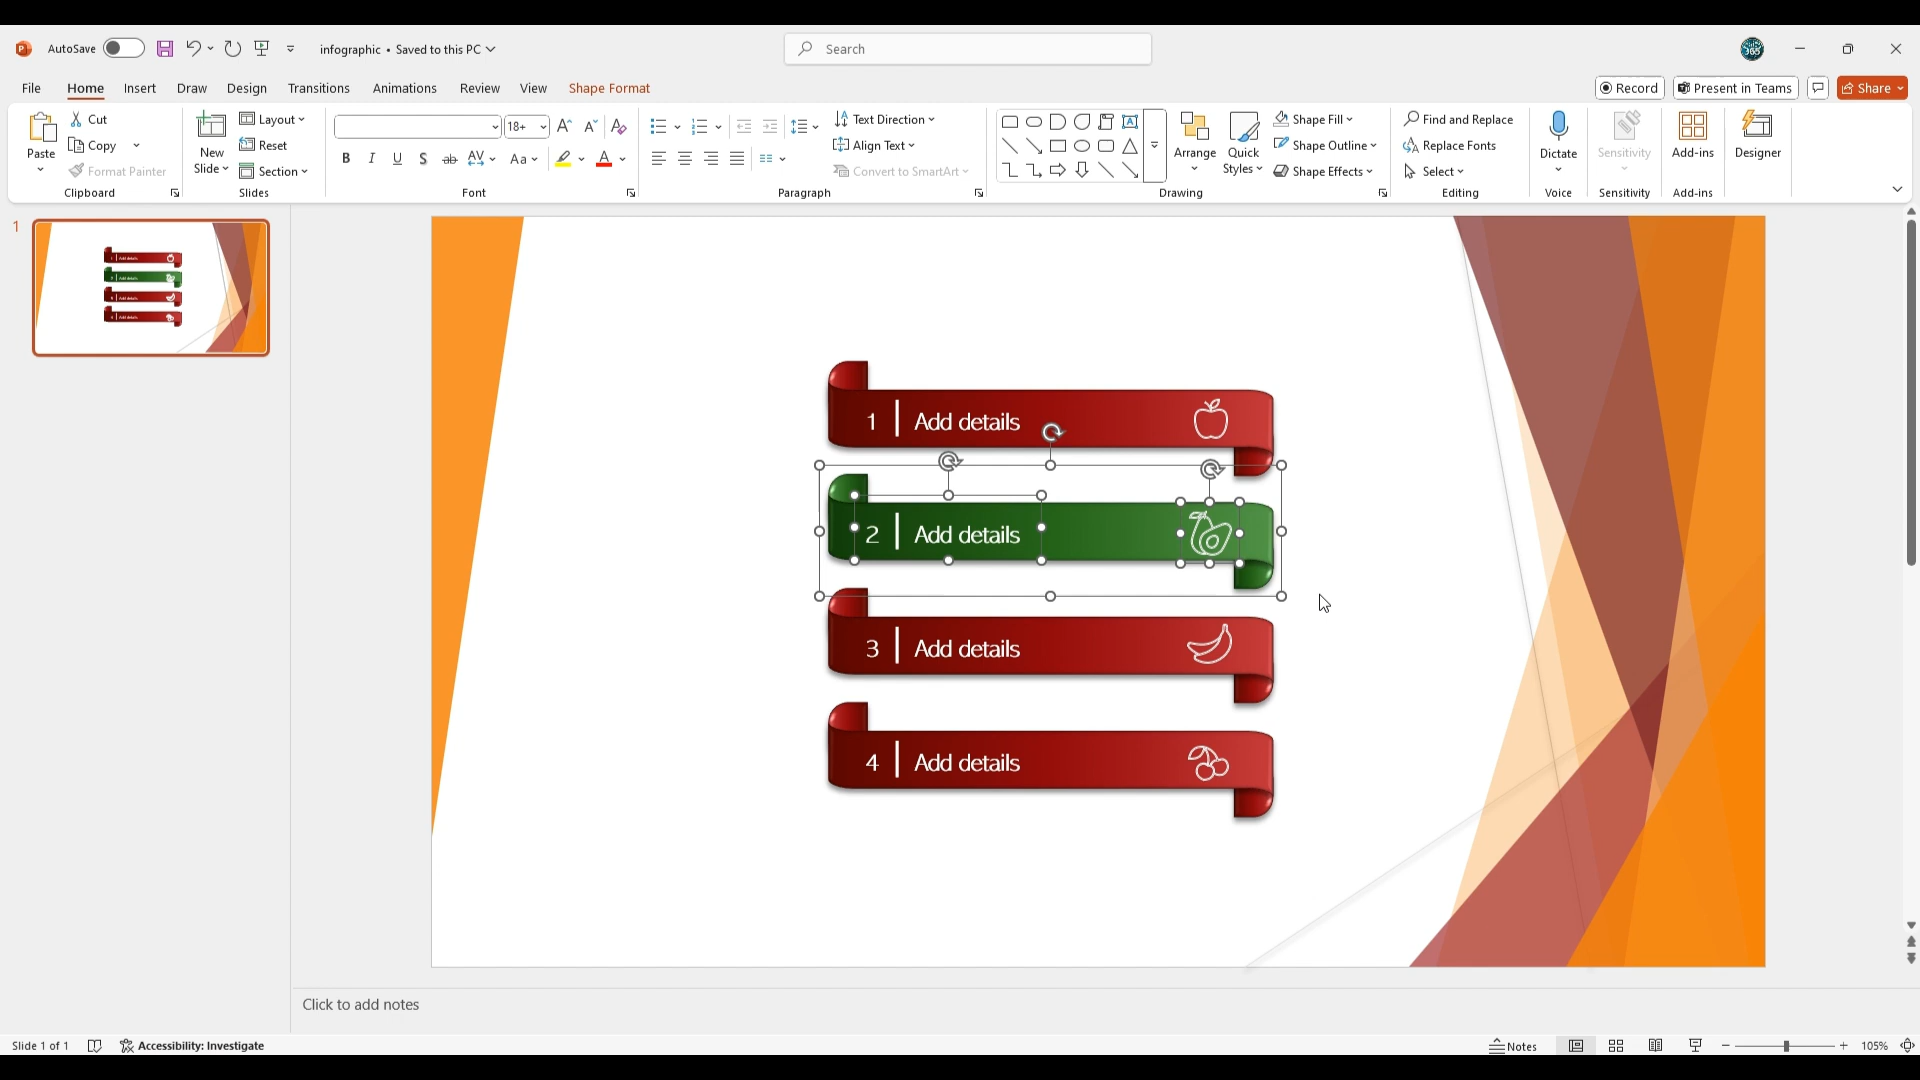 AutoSave
infographic • Saved to this PC
Search
File Home Insert Draw Design Transitions Animations Review View Shape Format
Record
Present in Teams
Share
Paste
Cut
Copy
Format Painter
Clipboard
New
Slide
Layout
Reset
Section
Slides
18+
Font
Text Direction
Align Text
Convert to SmartArt
Paragraph
Arrange
Quick
Styles
Shape Fill
Shape Outline
Shape Effects
Drawing
Find and Replace
Replace Fonts
Select
Editing
Dictate
Voice
Sensitivity
Sensitivity
Add-ins
Add-ins
Designer
1
1 Add details
2 Add details
3 Add details
4 Add details
Click to add notes
Slide 1 of 1
Accessibility: Investigate
Notes
105%